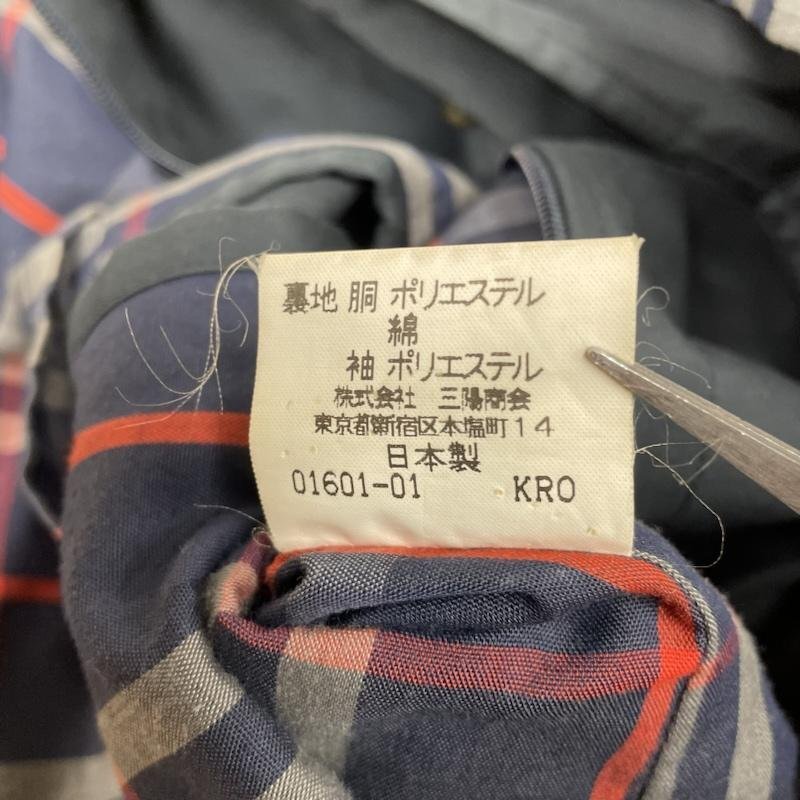 裏地 胴 ポリエステル
綿
袖 ポリエステル
株式会社 三陽商会
東京都新宿区本塩町14
日本製
01601-01 KRO